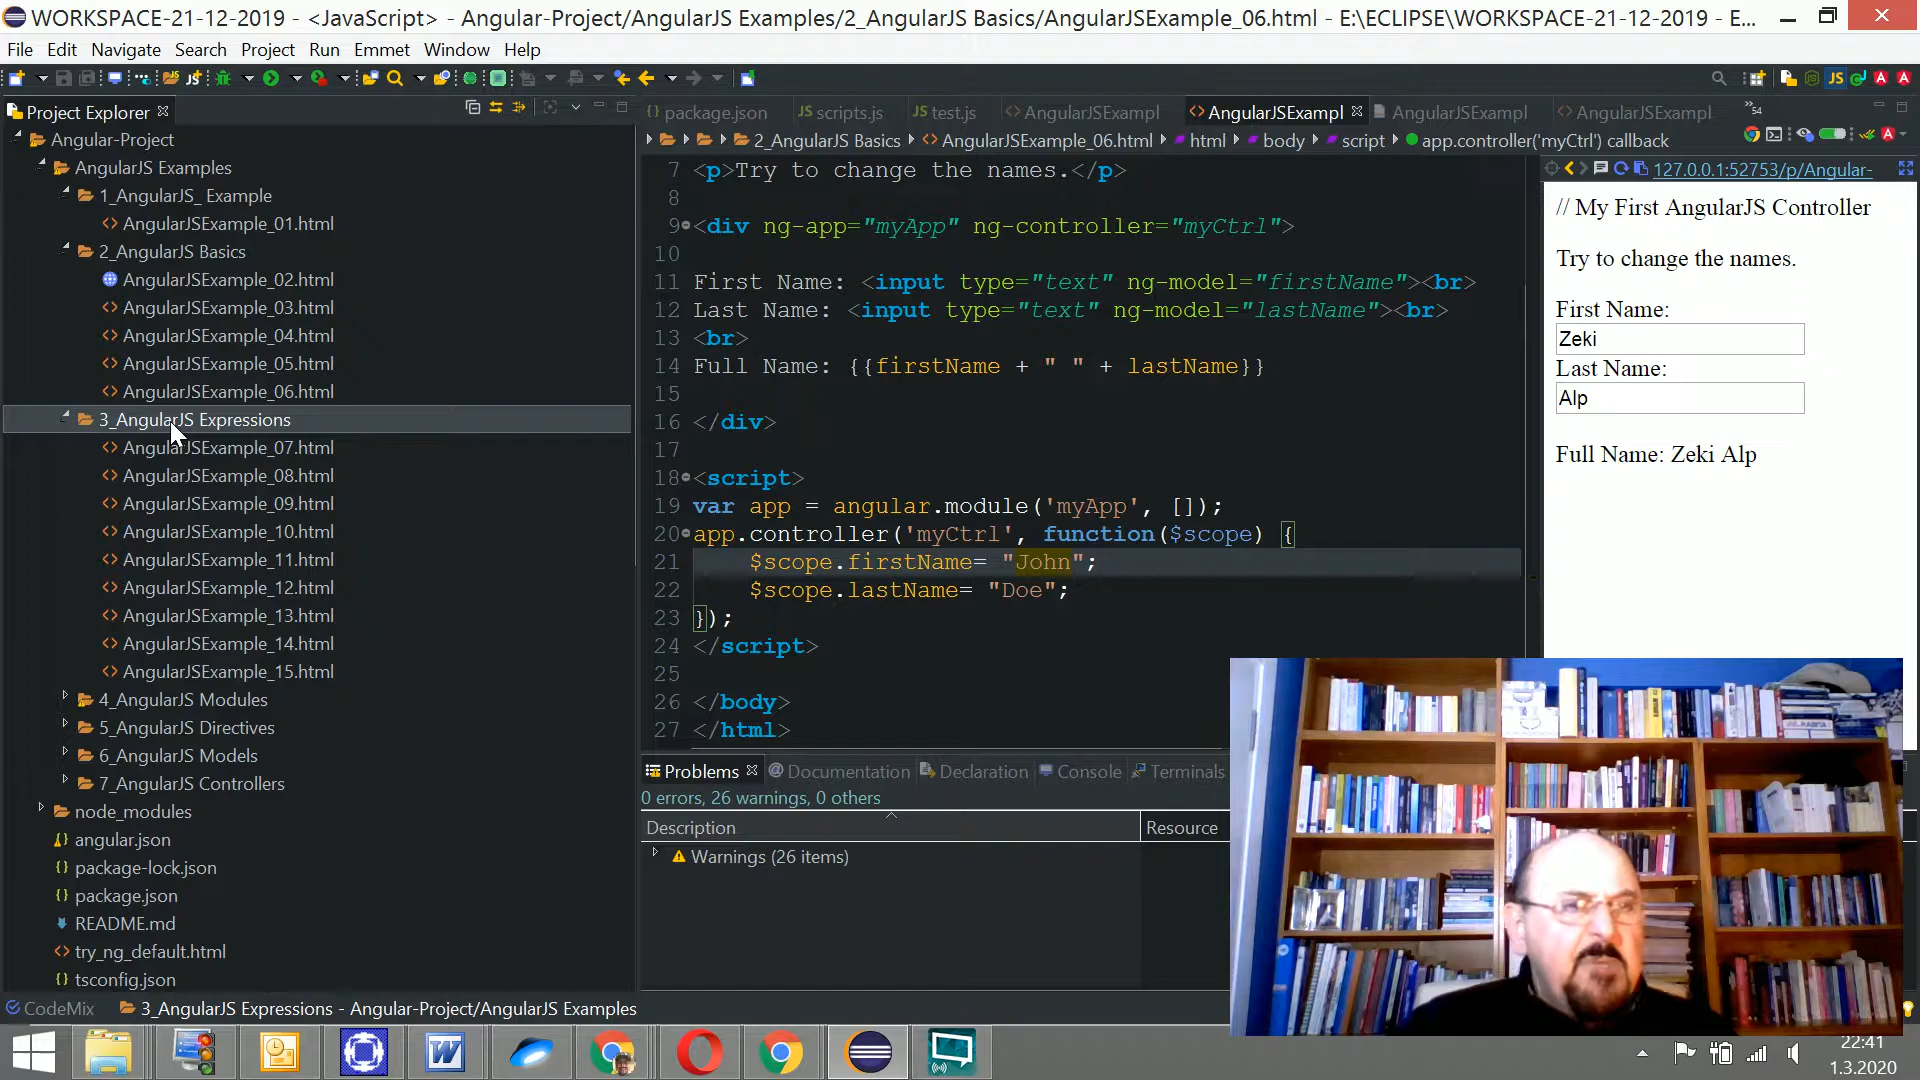 WORKSPACE-21-12-2019 - <JavaScript> - Angular-Project/AngularJS Examples/2_AngularJS Basics/AngularJSExample_06.html - E:\ECLIPSE\WORKSPACE-21-12-2019 - E...
File Edit Navigate Search Project Run Emmet Window Help
Project Explorer
Angular-Project
AngularJS Examples
1_AngularJS_ Example
AngularJSExample_01.html
2_AngularJS Basics
AngularJSExample_02.html
AngularJSExample_03.html
AngularJSExample_04.html
AngularJSExample_05.html
AngularJSExample_06.html
3_AngularJS Expressions
AngularJSExample_07.html
AngularJSExample_08.html
AngularJSExample_09.html
AngularJSExample_10.html
AngularJSExample_11.html
AngularJSExample_12.html
AngularJSExample_13.html
AngularJSExample_14.html
AngularJSExample_15.html
4_AngularJS Modules
5_AngularJS Directives
6_AngularJS Models
7_AngularJS Controllers
node_modules
angular.json
package-lock.json
package.json
README.md
try_ng_default.html
tsconfig.json
package.json scripts.js test.js AngularJSExampl AngularJSExampl AngularJSExampl AngularJSExampl 54
2_AngularJS Basics AngularJSExample_06.html html body script app.controller('myCtrl') callback
7 <p>Try to change the names.</p>
8
9 <div ng-app="myApp" ng-controller="myCtrl">
10
11 First Name: <input type="text" ng-model="firstName"><br>
12 Last Name: <input type="text" ng-model="lastName"><br>
13 <br>
14 Full Name: {{firstName + " " + lastName}}
15
16 </div>
17
18 <script>
19 var app = angular.module('myApp', []);
20 app.controller('myCtrl', function($scope) {
21 $scope.firstName= "John";
22 $scope.lastName= "Doe";
23 });
24 </script>
25
26 </body>
27 </html>
127.0.0.1:52753/p/Angular-
// My First AngularJS Controller
Try to change the names.
First Name:
Zeki
Last Name:
Alp
Full Name: Zeki Alp
Problems Documentation Declaration Console Terminals
0 errors, 26 warnings, 0 others
Description Resource
Warnings (26 items)
CodeMix 3_AngularJS Expressions - Angular-Project/AngularJS Examples
22:41
1.3.2020